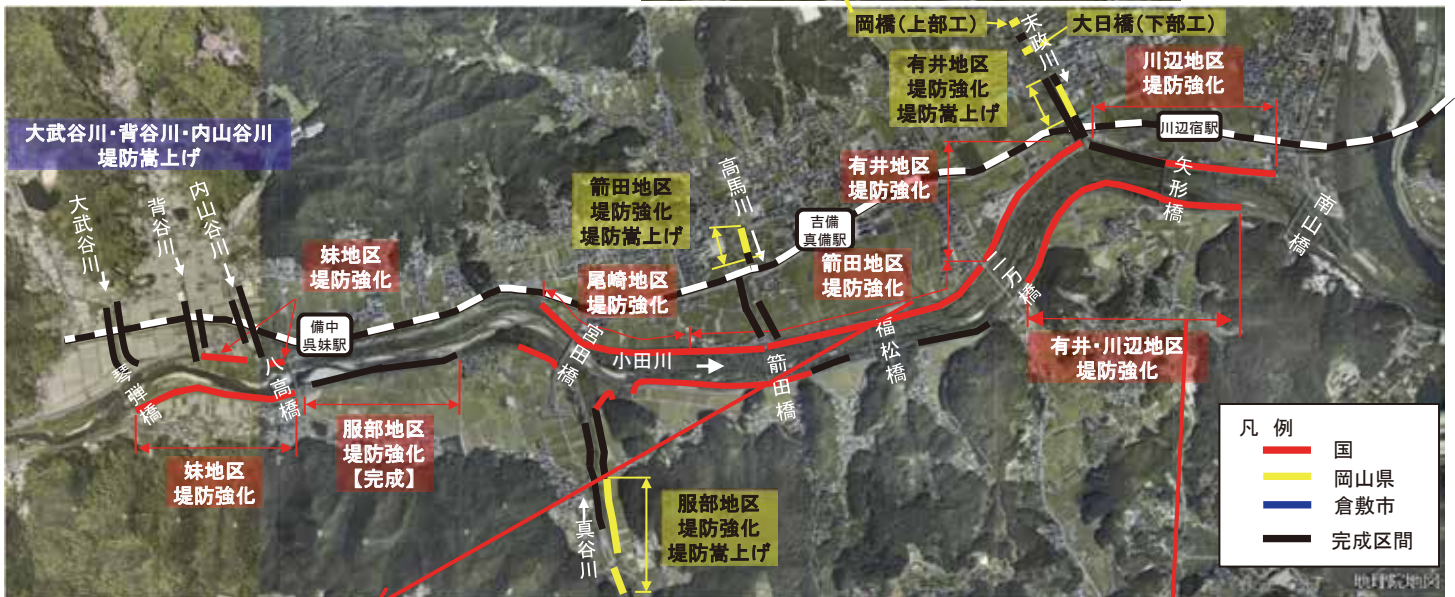 岡橋(上部工)
末政川
大日橋(下部工)
有井地区
堤防強化
堤防嵩上げ
川辺地区
堤防強化
川辺宿駅
大武谷川・背谷川・内山谷川
堤防嵩上げ
大武谷川
背谷川
内山谷川
箭田地区
堤防強化
堤防嵩上げ
高馬川
吉備
真備駅
有井地区
堤防強化
矢形橋
南山橋
妹地区
堤防強化
尾崎地区
堤防強化
箭田地区
堤防強化
二万橋
備中
呉妹駅
宮田橋
小田川
箭田橋
福松橋
有井・川辺地区
堤防強化
琴弾橋
八高橋
妹地区
堤防強化
服部地区
堤防強化
【完成】
真谷川
服部地区
堤防強化
堤防嵩上げ
凡 例
国
岡山県
倉敷市
完成区間
地理院地図